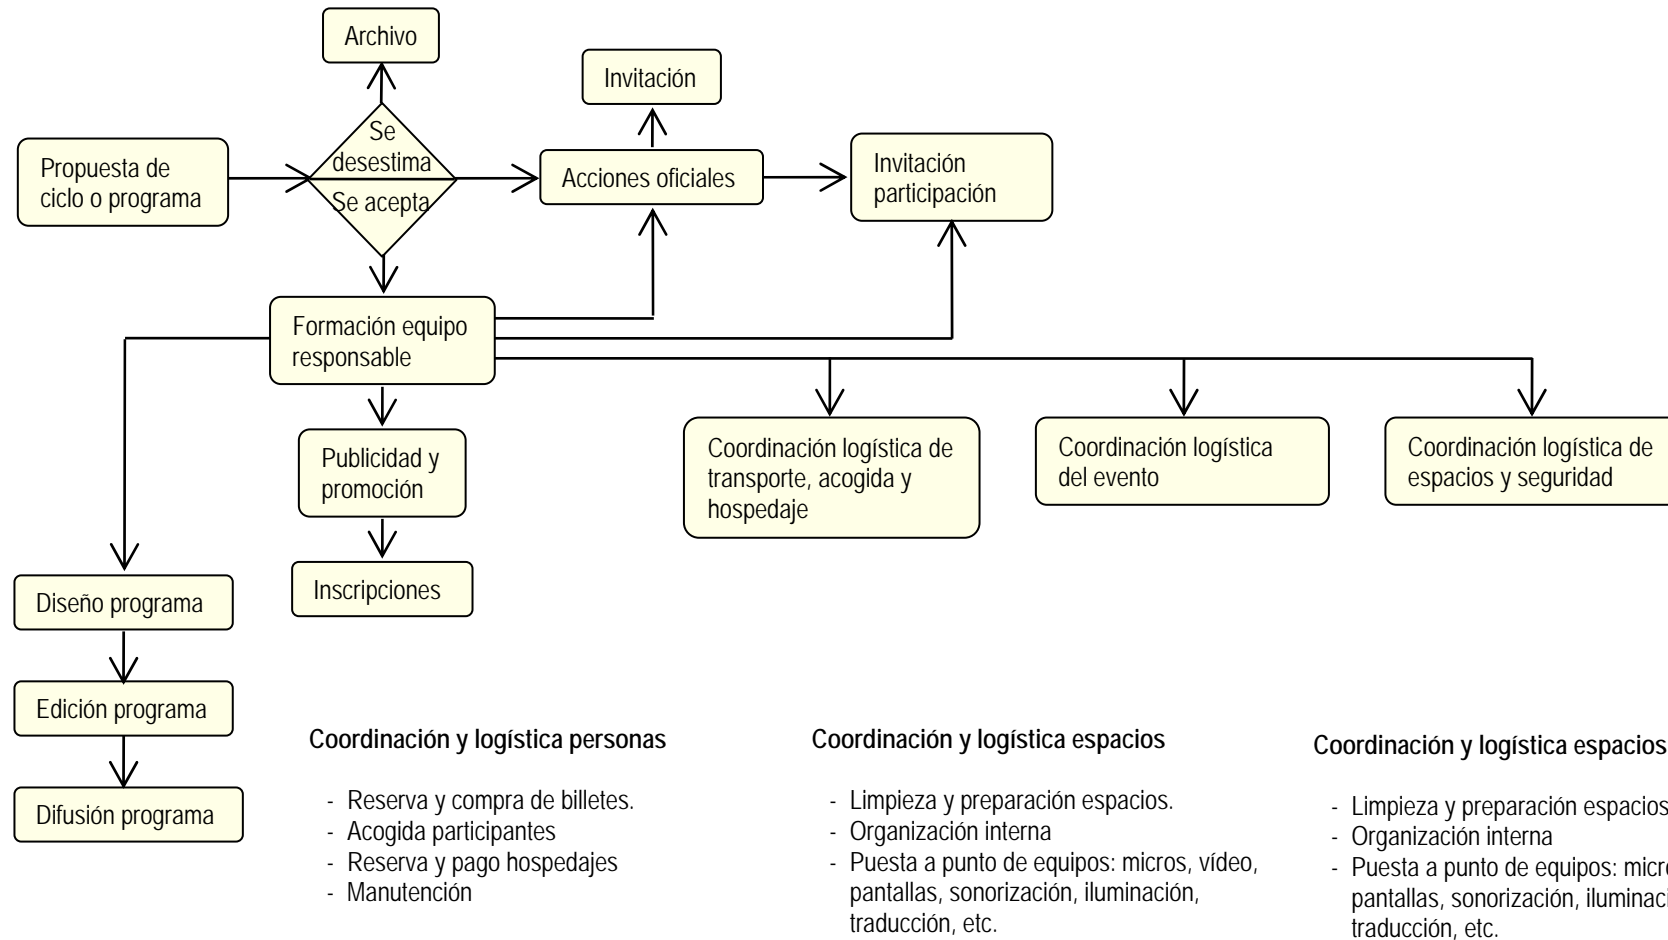 Archivo
Invitación
Se
desestima
Se acepta
Propuesta de
ciclo o programa
Acciones oficiales
Invitación
participación
Formación equipo
responsable
Publicidad y
promoción
Inscripciones
Coordinación logística de
transporte, acogida y
hospedaje
Coordinación logística
del evento
Coordinación logística de
espacios y seguridad
Diseño programa
Edición programa
Difusión programa
Coordinación y logística personas
- Reserva y compra de billetes.
- Acogida participantes
- Reserva y pago hospedajes
- Manutención
Coordinación y logística espacios
- Limpieza y preparación espacios.
- Organización interna
- Puesta a punto de equipos: micros, vídeo,
pantallas, sonorización, iluminación,
traducción, etc.
Coordinación y logística espacios
- Limpieza y preparación espacios
- Organización interna
- Puesta a punto de equipos:
pantallas, sonorización,
traducción, etc.